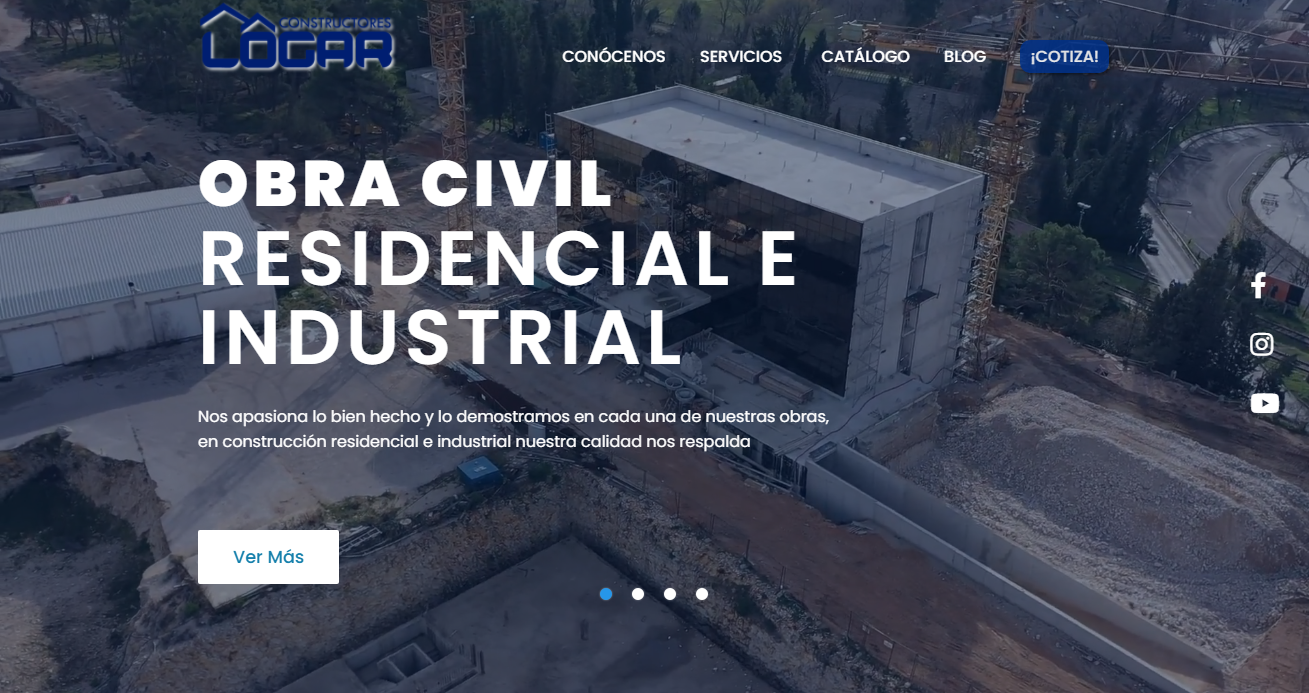 CONSTRUCTORES
LOGAR
CONÓCENOS SERVICIOS CATÁLOGO BLOG ¡COTIZA!
OBRA CIVIL
RESIDENCIAL E
INDUSTRIAL
Nos apasiona lo bien hecho y lo demostramos en cada una de nuestras obras,
en construcción residencial e industrial nuestra calidad nos respalda
Ver Más